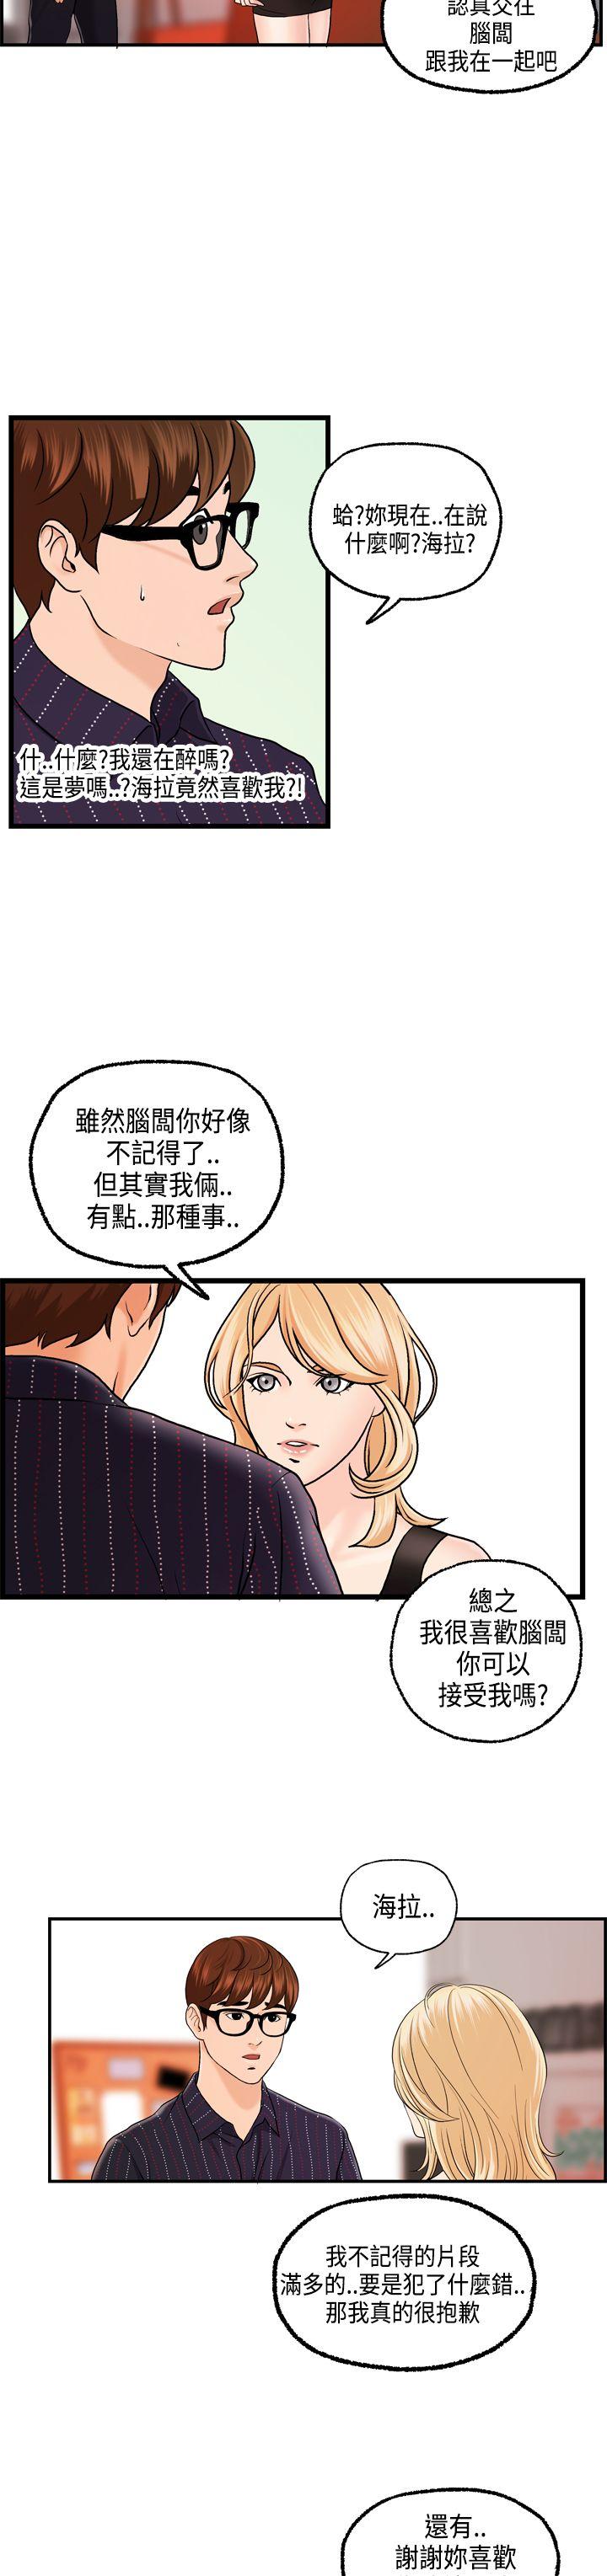 認真交往
腦闆
跟我在一起吧
蛤?妳現在..在說
什麼啊?海拉?
什..什麼?我還在醉嗎?
這是夢嗎..?海拉竟然喜歡我?!
雖然腦闆你好像
不記得了..
但其實我倆..
有點..那種事..
總之
我很喜歡腦闆
你可以
接受我嗎?
海拉..
我不記得的片段
滿多的..要是犯了什麼錯..
那我真的很抱歉
還有..
謝謝妳喜歡